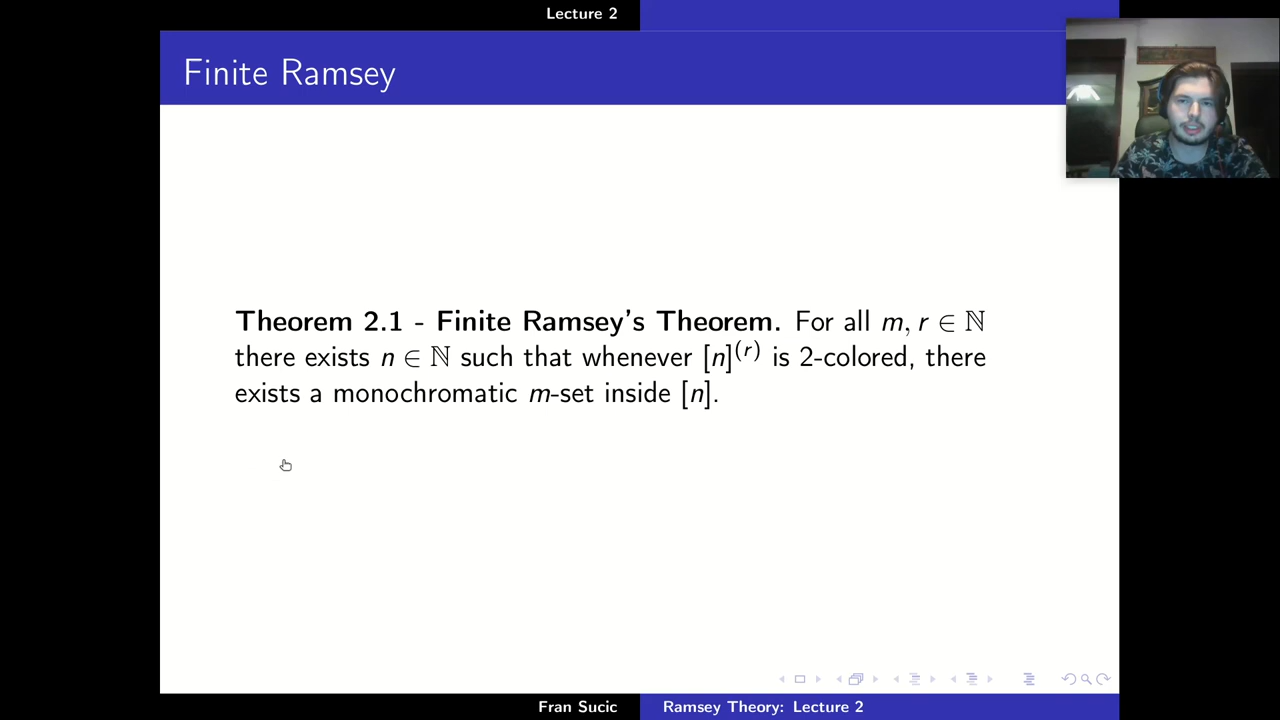 Lecture 2
Finite Ramsey
Theorem 2.1 - Finite Ramsey's Theorem. For all m, r ∈ ℕ
there exists n ∈ ℕ such that whenever [n]^(r) is 2-colored, there
exists a monochromatic m-set inside [n].
Fran Sucic
Ramsey Theory: Lecture 2